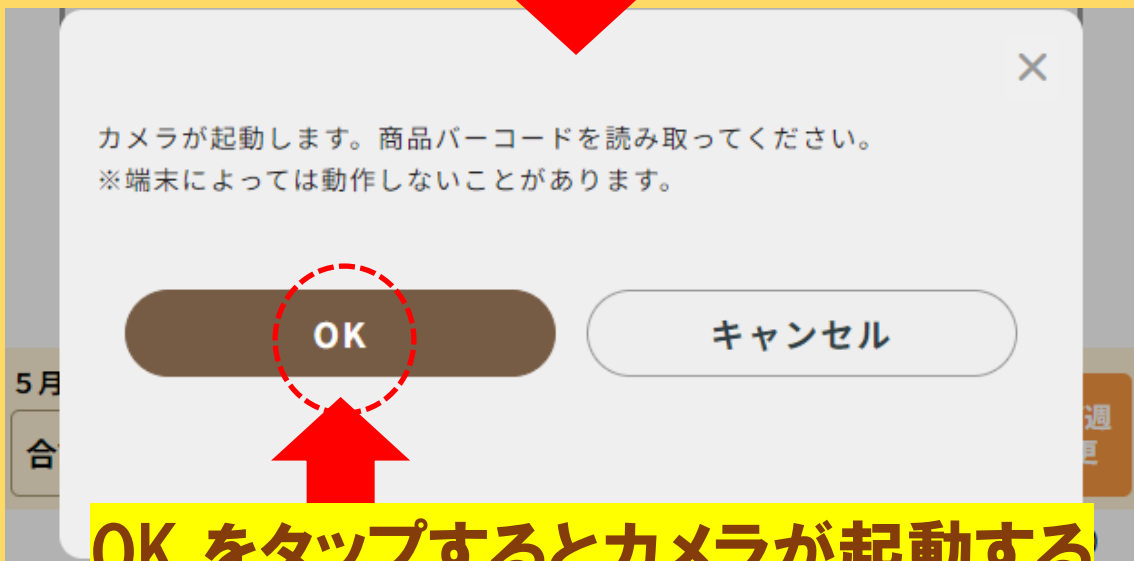 カメラが起動します。商品バーコードを読み取ってください。
※端末によっては動作しないことがあります。
OK
キャンセル
5月
合
週
更
OK をタップするとカメラが起動する